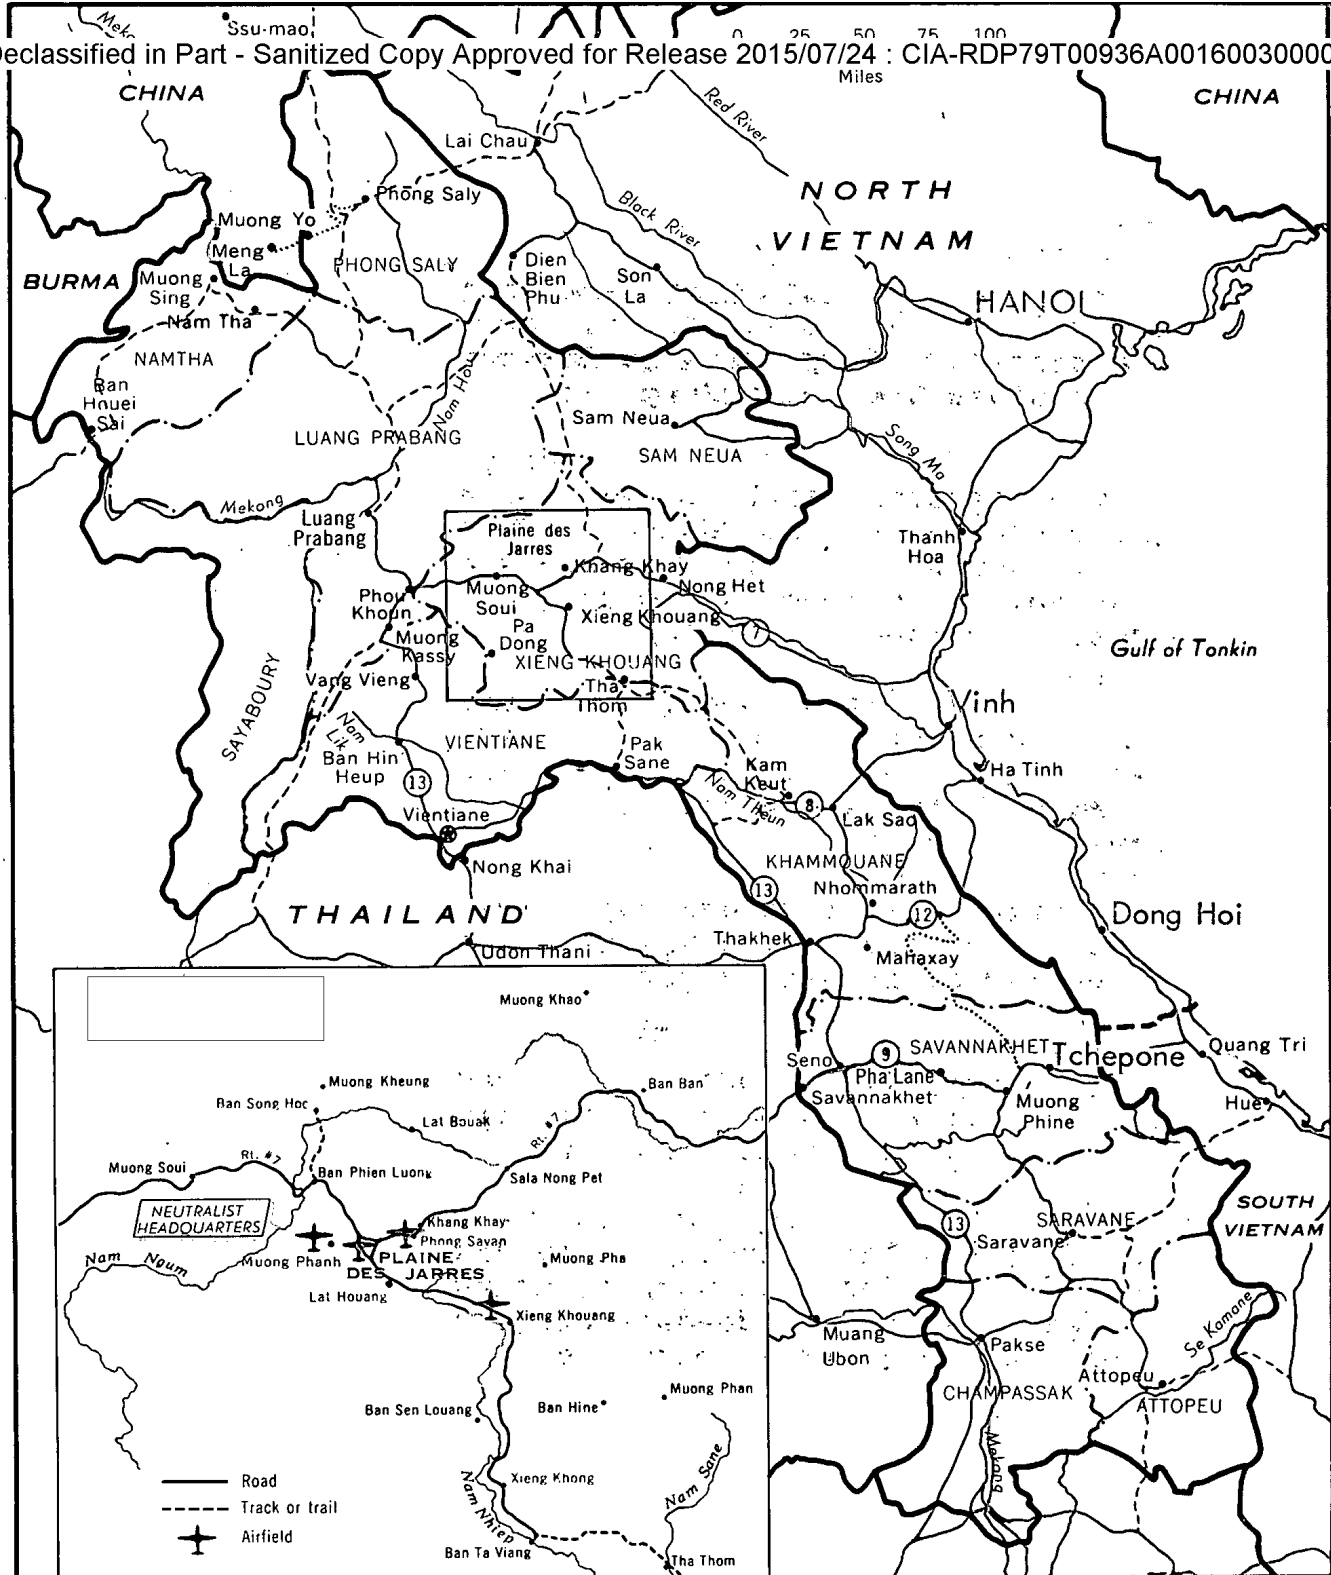 Meko
Ssu-mao
0 25 50 75 100
eclassified in Part - Sanitized Copy Approved for Release 2015/07/24 : CIA-RDP79T00936A00160030000
Miles
CHINA
CHINA
Red River
Lai Chau
NORTH
VIETNAM
Phong Saly
Black River
Muong Yo
Meng
La
PHONG SALY
BURMA
Muong
Sing
Dien
Bien
Phu
Son
La
HANOI
Nam Tha
NAMTHA
Ban
Houei
Sai
Nam Hou
LUANG PRABANG
Sam Neua
SAM NEUA
Song Ma
Mekong
Luang
Prabang
Plaine des
Jarres
Thanh
Hoa
Khang Khay
Nong Het
Phou
Khoun
Muong
Soui
Xieng Khouang
7
Muong
Kassy
Pa
Dong
XIENG KHOUANG
Gulf of Tonkin
Vang Vieng
Tha
Thom
SAYABOURY
Nam
Lik
Vinh
VIENTIANE
Ban Hin
Heup
Pak
Sane
Kam
Keut
Ha Tinh
13
Nam Theun
8
Lak Sao
Vientiane
Nong Khai
KHAMMOUANE
13
Nhommarath
THAILAND
12
Dong Hoi
Thakhek
Udon Thani
Mahaxay
Muong Khao
Seno
9
SAVANNAKHET
Tchepone
Quang Tri
Pha Lane
Savannakhet
Muong
Phine
Hue
Muong Kheung
Ban Ban
Ban Song Hoc
Lat Bouak
Rt. #7
Rt. #7
Muong Soui
Ban Phien Luong
Sala Nong Pet
NEUTRALIST
HEADQUARTERS
Khang Khay
Phong Savan
Nam Ngum
Muong Phanh
PLAINE
DES JARRES
Muong Pha
Lat Houang
Xieng Khouang
13
SARAVANE
Saravane
SOUTH
VIETNAM
Muang
Ubon
Pakse
Se Kamane
Attopeu
CHAMPASSAK
ATTOPEU
Mekong
Muong Phan
Ban Sen Louang
Ban Hine
Xieng Khong
Nam Sane
Nam Nhiep
Road
Track or trail
Airfield
Ban Ta Viang
Tha Thom